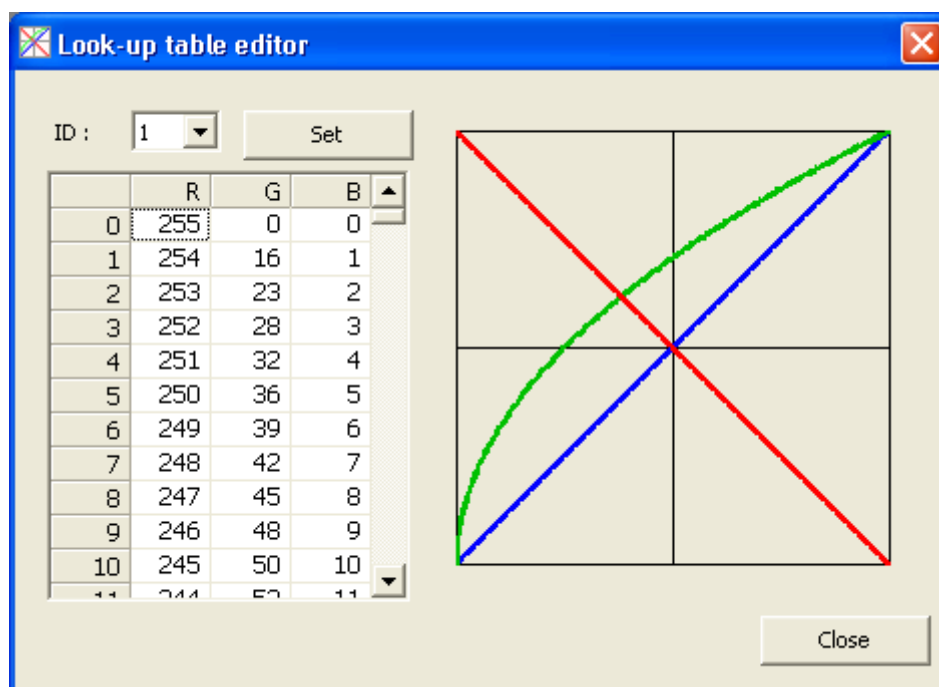 Look-up table editor
ID : 1 Set
R G B
0 255 0 0
1 254 16 1
2 253 23 2
3 252 28 3
4 251 32 4
5 250 36 5
6 249 39 6
7 248 42 7
8 247 45 8
9 246 48 9
10 245 50 10
Close